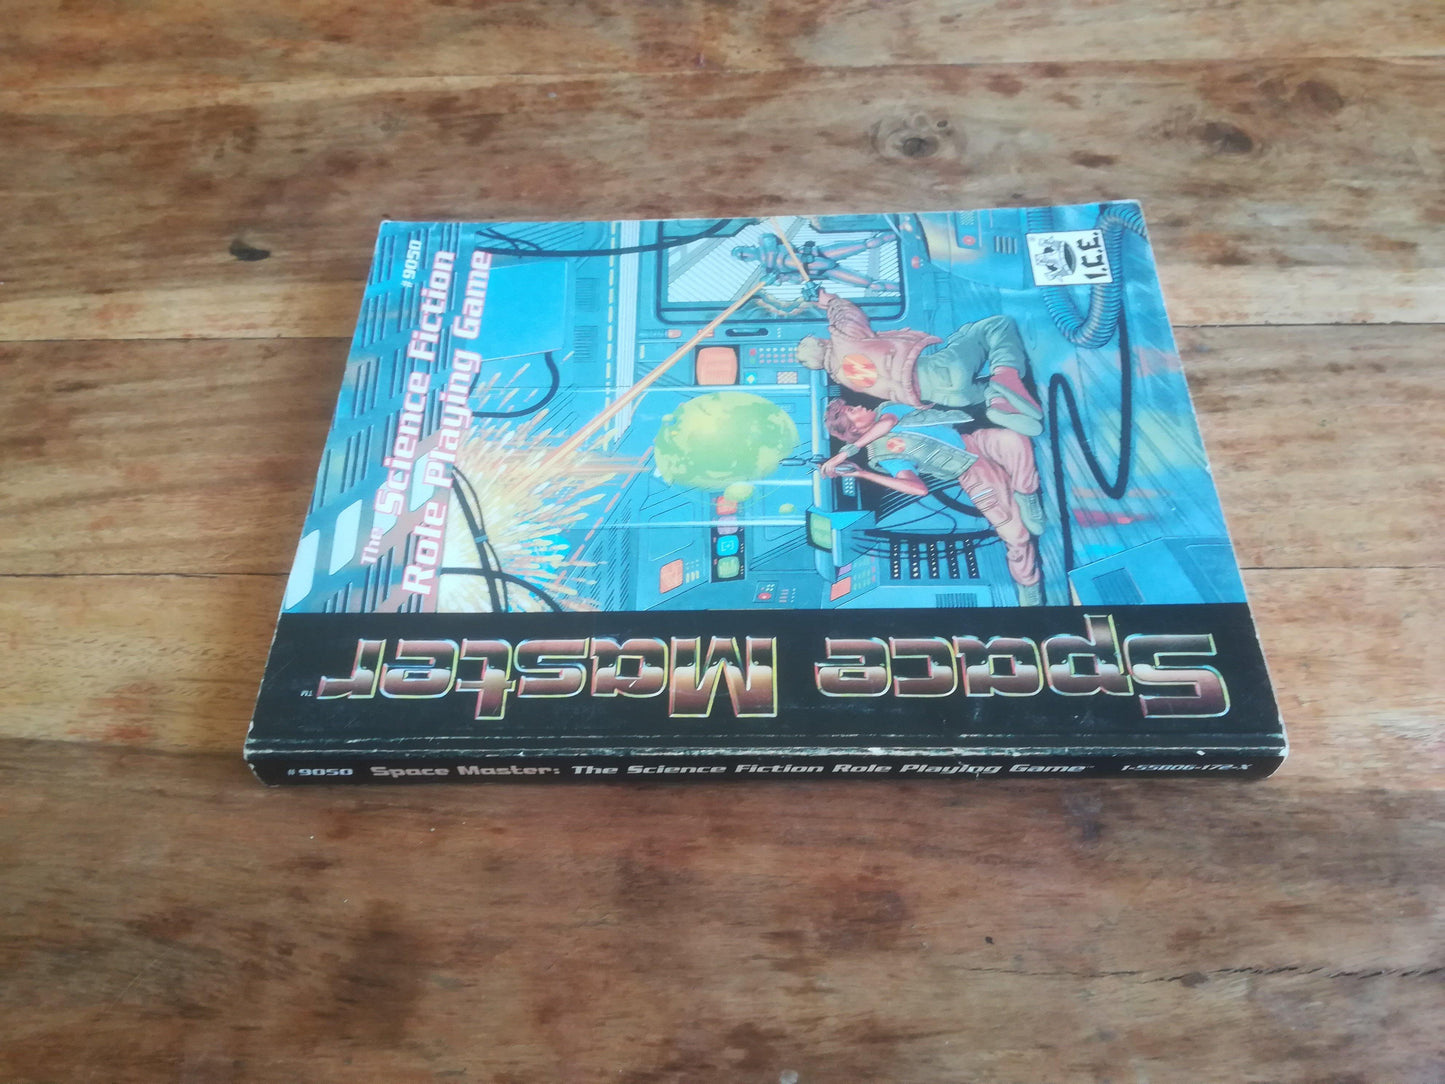 Space Master
TM
#9050
The Science Fiction
Role Playing Game
I.C.E.
#9050 Space Master: The Science Fiction Role Playing Game 1-55806-172-X